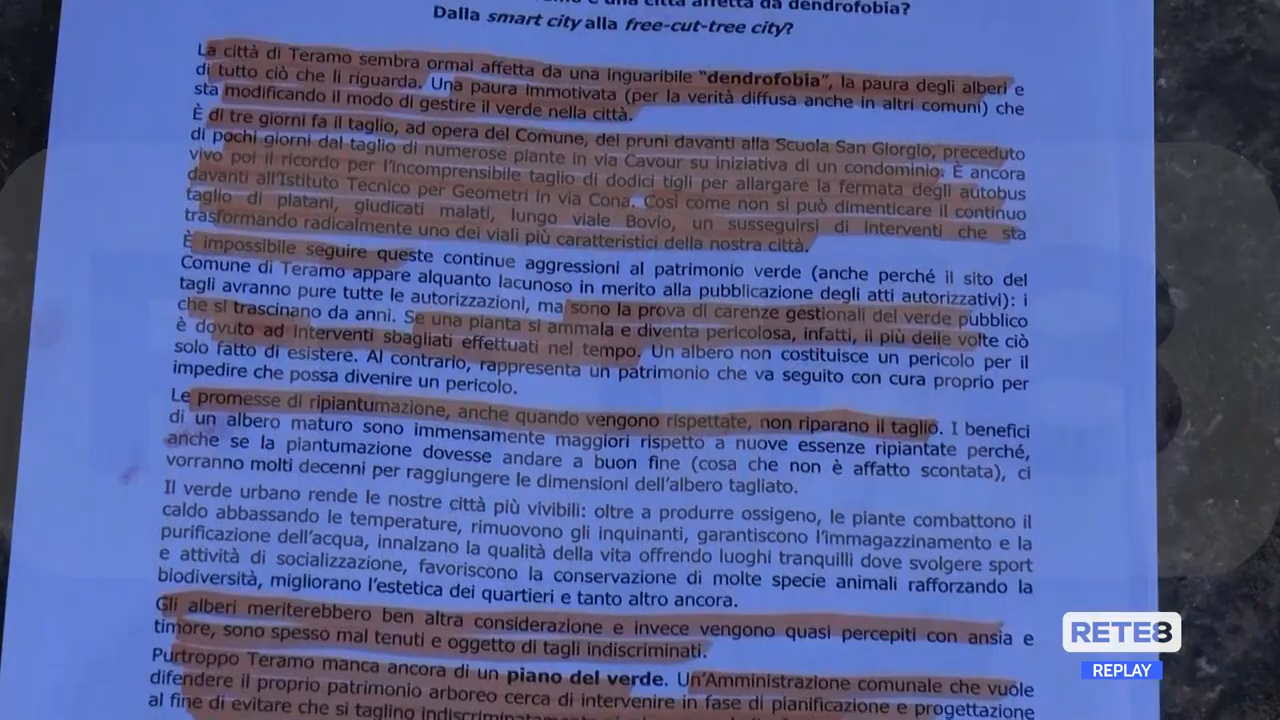 una città affetta da dendrofobia?
Dalla smart city alla free-cut-tree city?
La città di Teramo sembra ormai affetta da una inguaribile “dendrofobia”, la paura degli alberi e
di tutto ciò che li riguarda. Una paura immotivata (per la verità diffusa anche in altri comuni) che
sta modificando il modo di gestire il verde nella città.
È di tre giorni fa il taglio, ad opera del Comune, dei pruni davanti alla Scuola San Giorgio, preceduto
di pochi giorni dal taglio di numerose piante in via Cavour su iniziativa di un condominio. È ancora
vivo poi il ricordo per l’incomprensibile taglio di dodici tigli per allargare la fermata degli autobus
davanti all’Istituto Tecnico per Geometri in via Cona. Così come non si può dimenticare il continuo
taglio di platani, giudicati malati, lungo viale Bovio, un susseguirsi di interventi che sta
trasformando radicalmente uno dei viali più caratteristici della nostra città.
È impossibile seguire queste continue aggressioni al patrimonio verde (anche perché il sito del
Comune di Teramo appare alquanto lacunoso in merito alla pubblicazione degli atti autorizzativi): i
tagli avranno pure tutte le autorizzazioni, ma sono la prova di carenze gestionali del verde pubblico
che si trascinano da anni. Se una pianta si ammala e diventa pericolosa, infatti, il più delle volte ciò
è dovuto ad interventi sbagliati effettuati nel tempo. Un albero non costituisce un pericolo per il
solo fatto di esistere. Al contrario, rappresenta un patrimonio che va seguito con cura proprio per
impedire che possa divenire un pericolo.
Le promesse di ripiantumazione, anche quando vengono rispettate, non riparano il taglio. I benefici
di un albero maturo sono immensamente maggiori rispetto a nuove essenze ripiantate perché,
anche se la piantumazione dovesse andare a buon fine (cosa che non è affatto scontata), ci
vorranno molti decenni per raggiungere le dimensioni dell’albero tagliato.
Il verde urbano rende le nostre città più vivibili: oltre a produrre ossigeno, le piante combattono il
caldo abbassando le temperature, rimuovono gli inquinanti, garantiscono l’immagazzinamento e la
purificazione dell’acqua, innalzano la qualità della vita offrendo luoghi tranquilli dove svolgere sport
e attività di socializzazione, favoriscono la conservazione di molte specie animali rafforzando la
biodiversità, migliorano l’estetica dei quartieri e tanto altro ancora.
Gli alberi meriterebbero ben altra considerazione e invece vengono quasi percepiti con ansia e
timore, sono spesso mal tenuti e oggetto di tagli indiscriminati.
Purtroppo Teramo manca ancora di un piano del verde. Un’Amministrazione comunale che vuole
difendere il proprio patrimonio arboreo cerca di intervenire in fase di pianificazione e progettazione
al fine di evitare che si taglino
RETE8
REPLAY